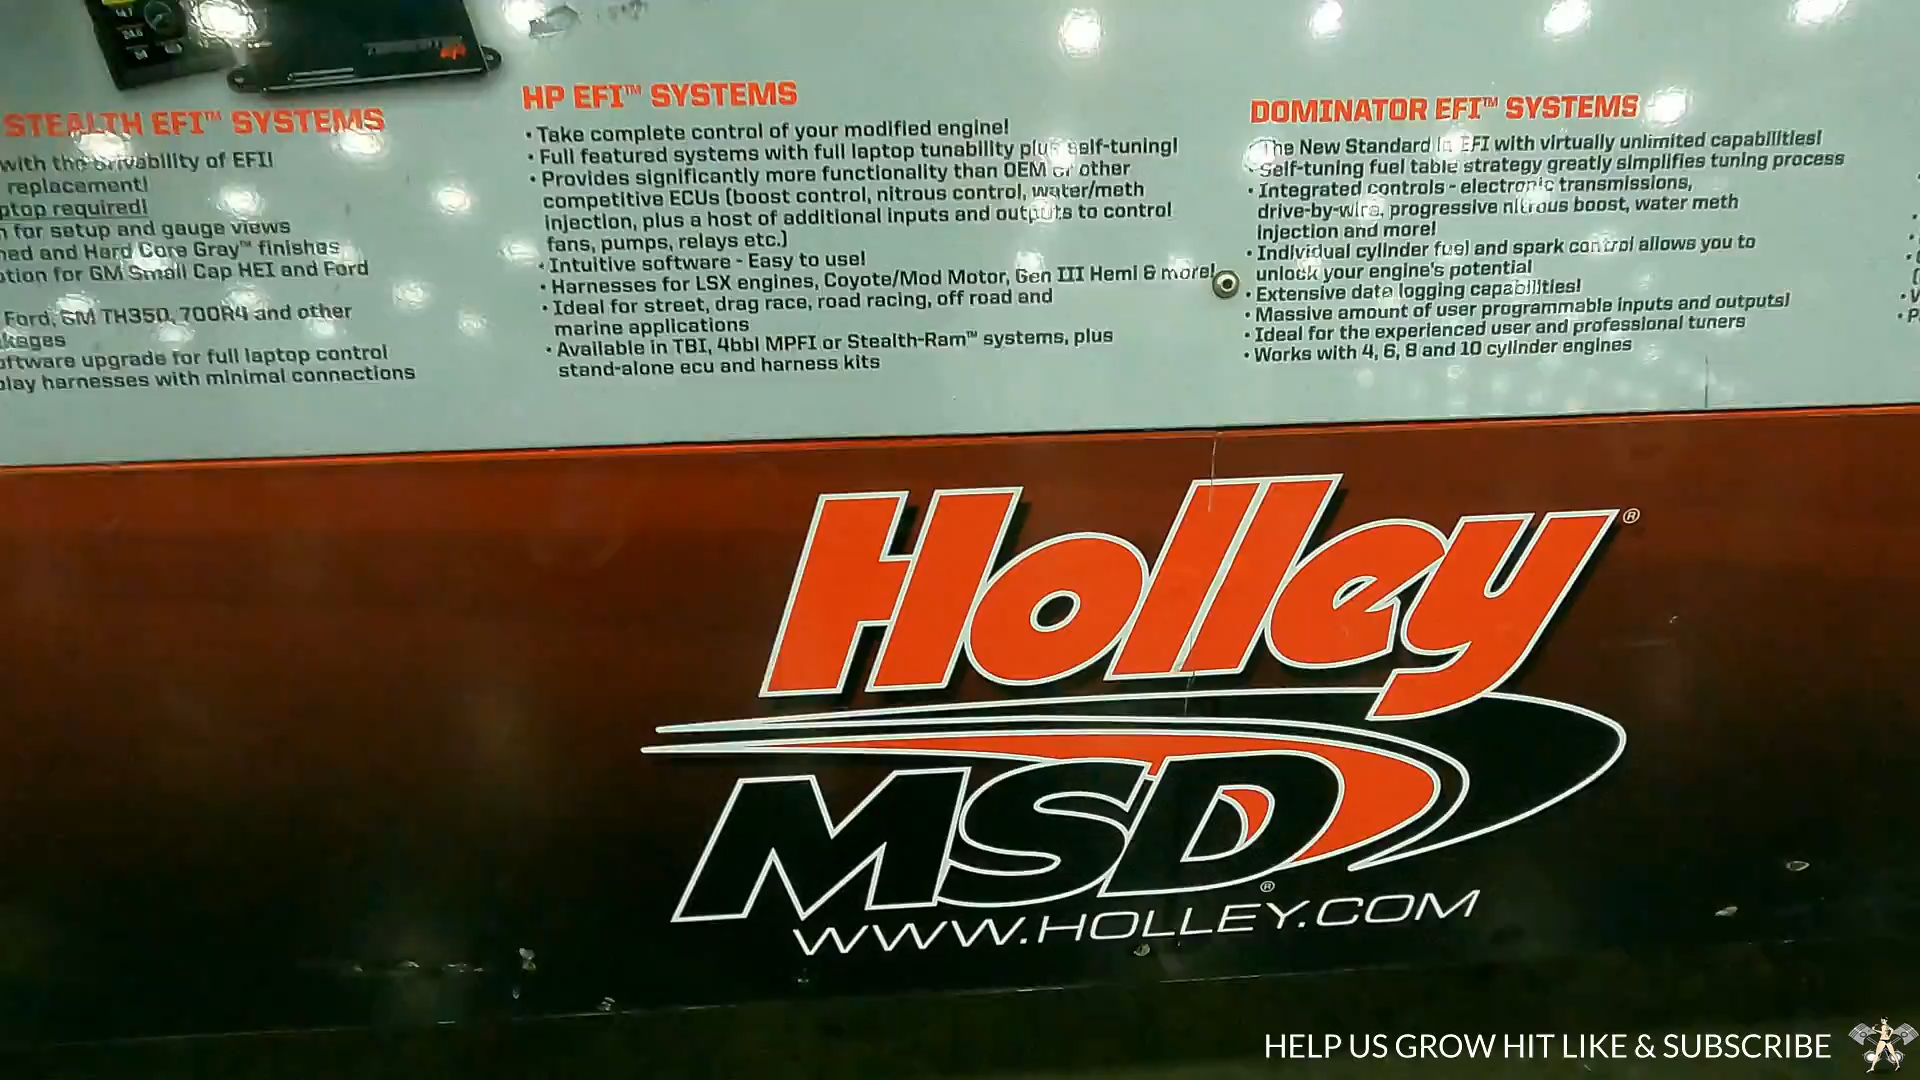 STEALTH EFI™ SYSTEMS
with the drivability of EFI!
replacement!
ptop required!
for setup and gauge views
ned and Hard Core Gray™ finishes
ption for GM Small Cap HEI and Ford
Ford, GM TH350, 700R4 and other
kages
oftware upgrade for full laptop control
play harnesses with minimal connections
HP EFI™ SYSTEMS
• Take complete control of your modified engine!
• Full featured systems with full laptop tunability plus self-tuning!
• Provides significantly more functionality than OEM or other
competitive ECUs (boost control, nitrous control, water/meth
injection, plus a host of additional inputs and outputs to control
fans, pumps, relays etc.)
• Intuitive software - Easy to use!
• Harnesses for LSX engines, Coyote/Mod Motor, Gen III Hemi & more!
• Ideal for street, drag race, road racing, off road and
marine applications
• Available in TBI, 4bbl MPFI or Stealth-Ram™ systems, plus
stand-alone ecu and harness kits
DOMINATOR EFI™ SYSTEMS
The New Standard in EFI with virtually unlimited capabilities!
• Self-tuning fuel table strategy greatly simplifies tuning process
• Integrated controls - electronic transmissions,
drive-by-wire, progressive nitrous boost, water meth
injection and more!
• Individual cylinder fuel and spark control allows you to
unlock your engine's potential
• Extensive data logging capabilities!
• Massive amount of user programmable inputs and outputs!
• Ideal for the experienced user and professional tuners
• Works with 4, 6, 8 and 10 cylinder engines
Holley®
MSD®
WWW.HOLLEY.COM
HELP US GROW HIT LIKE & SUBSCRIBE